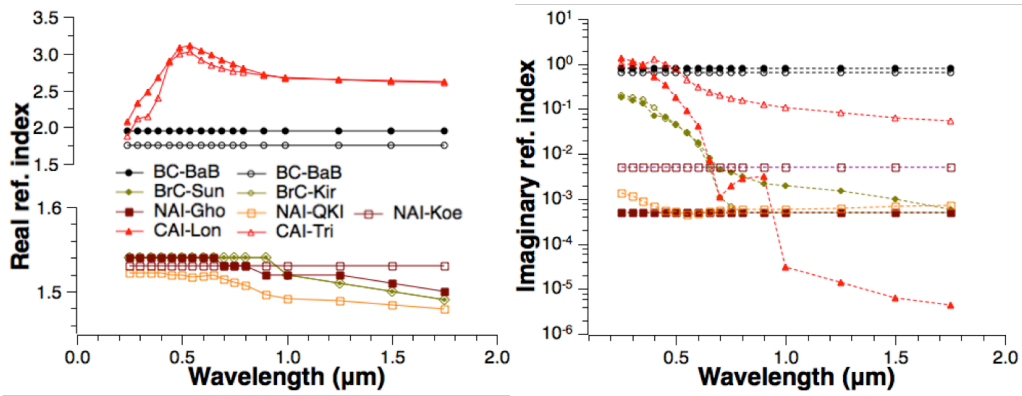 3.5
3.0
2.5
2.0
1.5
Real ref. index
BC-BaB BC-BaB
BrC-Sun BrC-Kir
NAI-Gho NAI-QKI NAI-Koe
CAI-Lon CAI-Tri
1.6
1.5
0.0 0.5 1.0 1.5 2.0
Wavelength (µm)
10¹
10⁰
10⁻¹
10⁻²
10⁻³
10⁻⁴
10⁻⁵
10⁻⁶
Imaginary ref. index
0.5 1.0 1.5 2.0
Wavelength (µm)